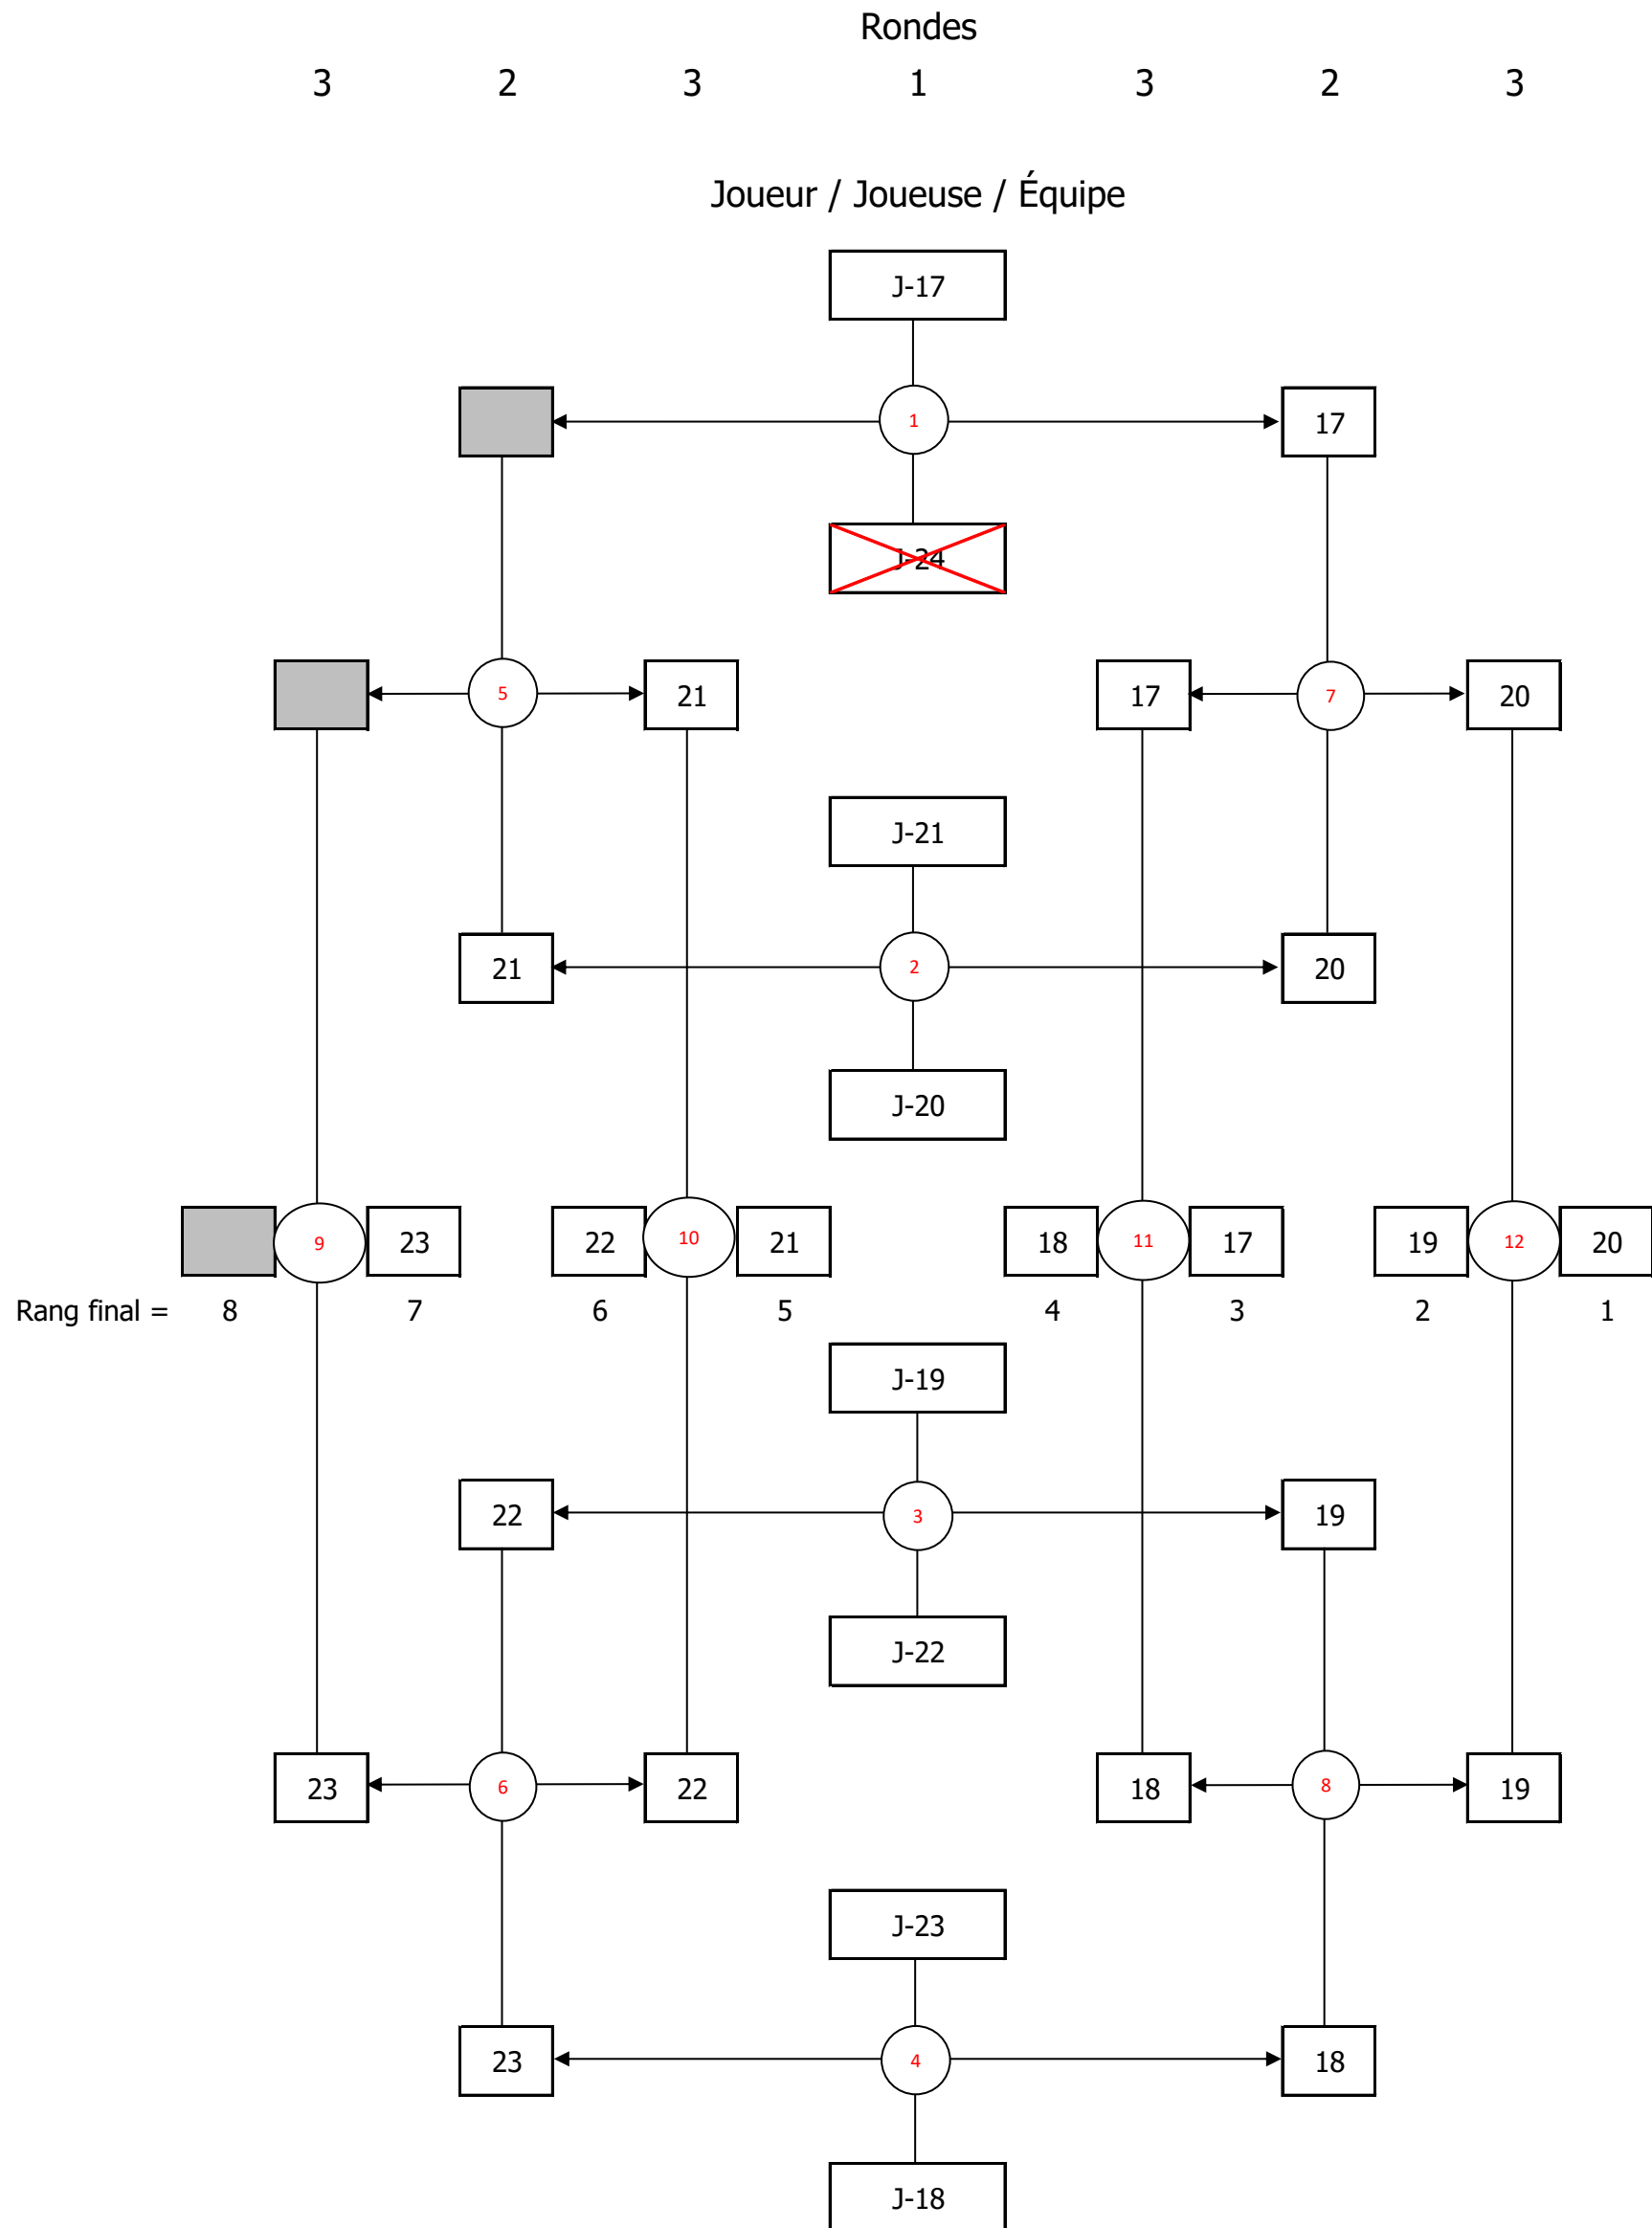 Rondes
3 2 3 1 3 2 3
Joueur / Joueuse / Équipe
J-17
1 17
J-24
5 21 17 7 20
J-21
21 2 20
J-20
9 23 22 10 21 18 11 17 19 12 20
Rang final = 8 7 6 5 4 3 2 1
J-19
22 3 19
J-22
23 6 22 18 8 19
J-23
23 4 18
J-18